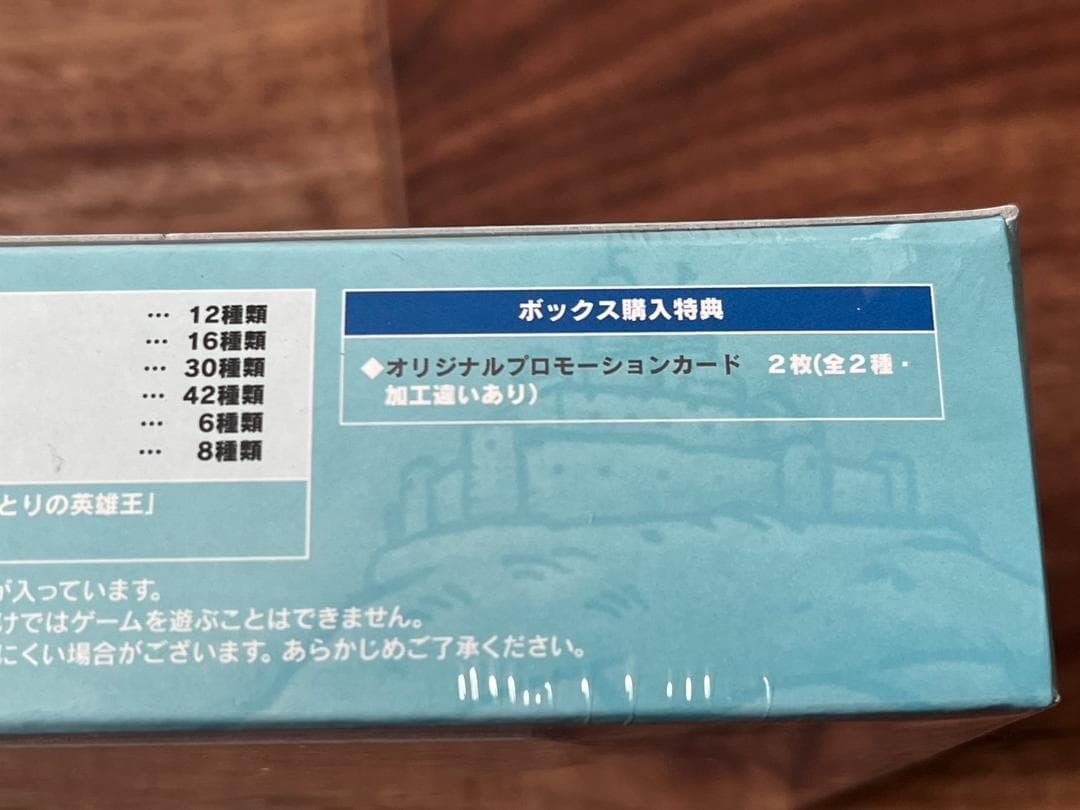 … 12種類
… 16種類
… 30種類
… 42種類
… 6種類
… 8種類
とりの英雄王」
が入っています。
けではゲームを遊ぶことはできません。
にくい場合がございます。あらかじめご了承ください。
ボックス購入特典
◆オリジナルプロモーションカード 2枚(全2種・
加工違いあり)